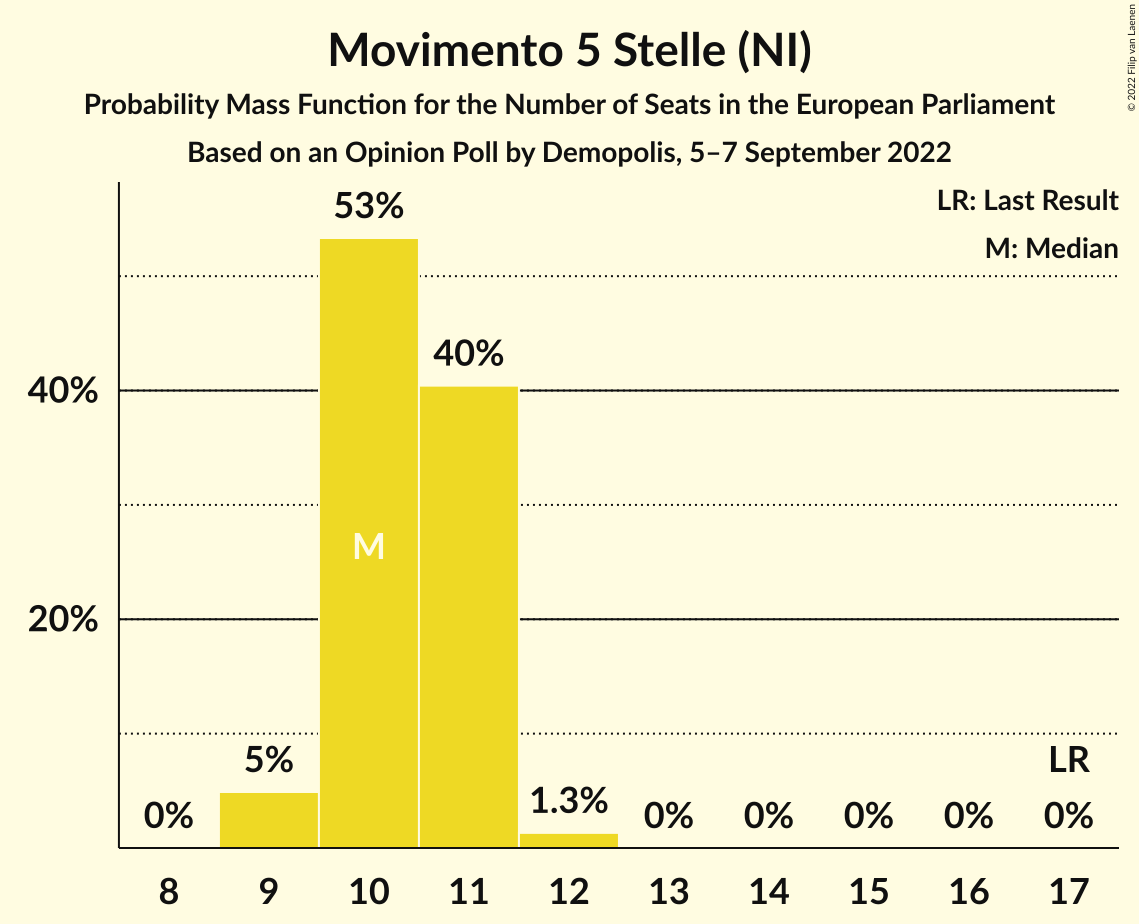 Movimento 5 Stelle (NI)
Probability Mass Function for the Number of Seats in the European Parliament
Based on an Opinion Poll by Demopolis, 5–7 September 2022
© 2022 Filip van Laenen
LR: Last Result
M: Median
53%
40%
40%
M
20%
5%
LR
0%
1.3%
0%
0%
0%
0%
0%
8
9
10
11
12
13
14
15
16
17